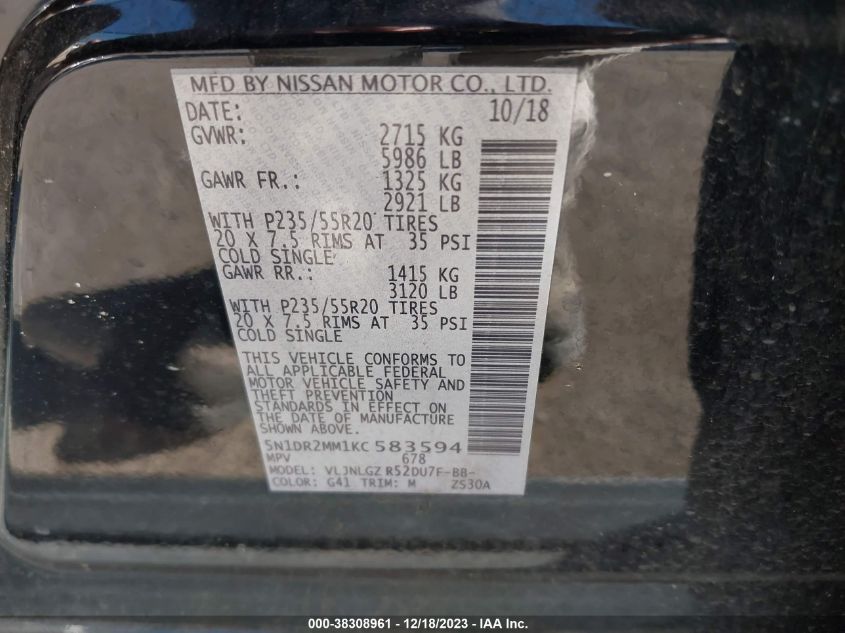 MFD BY NISSAN MOTOR CO., LTD.
DATE: 10/18
GVWR: 2715 KG
5986 LB
GAWR FR.: 1325 KG
2921 LB
WITH P235/55R20 TIRES
20 X 7.5 RIMS AT 35 PSI
COLD SINGLE
GAWR RR.: 1415 KG
3120 LB
WITH P235/55R20 TIRES
20 X 7.5 RIMS AT 35 PSI
COLD SINGLE
THIS VEHICLE CONFORMS TO
ALL APPLICABLE FEDERAL
MOTOR VEHICLE SAFETY AND
THEFT PREVENTION
STANDARDS IN EFFECT ON
THE DATE OF MANUFACTURE
SHOWN ABOVE.
5N1DR2MM1KC 583594
MPV 678
MODEL: VLJNLGZ R52DU7F-BB-
COLOR: G41 TRIM: M ZS30A
000-38308961 - 12/18/2023 - IAA Inc.